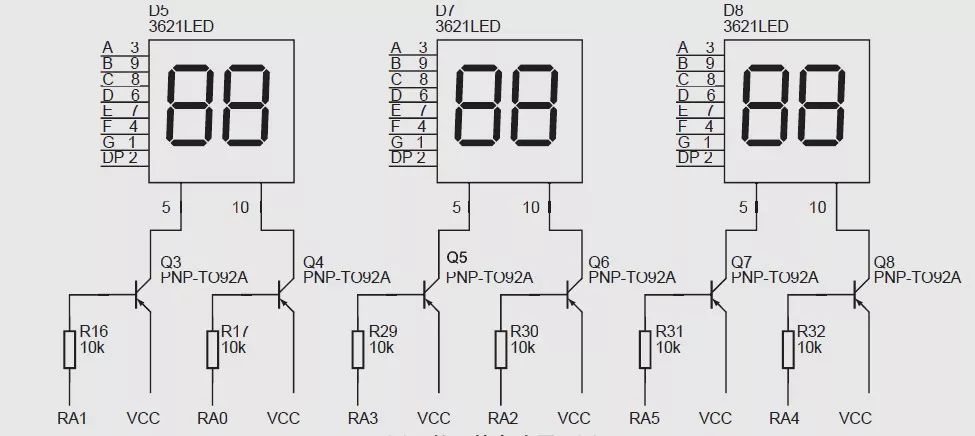 D5 D7 D8
3621LED 3621LED 3621LED
A 3 A 3 A 3
B 9 B 9 B 9
C 8 C 8 C 8
D 6 D 6 D 6
E 7 E 7 E 7
F 4 F 4 F 4
G 1 G 1 G 1
DP 2 DP 2 DP 2
5 10 5 10 5 10
Q3 Q4 Q5 Q6 Q7 Q8
PNP-TO92A PNP-TO92A PNP-TO92A PNP-TO92A PNP-TO92A PNP-TO92A
R16 R17 R29 R30 R31 R32
10k 10k 10k 10k 10k 10k
RA1 VCC RA0 VCC RA3 VCC RA2 VCC RA5 VCC RA4 VCC